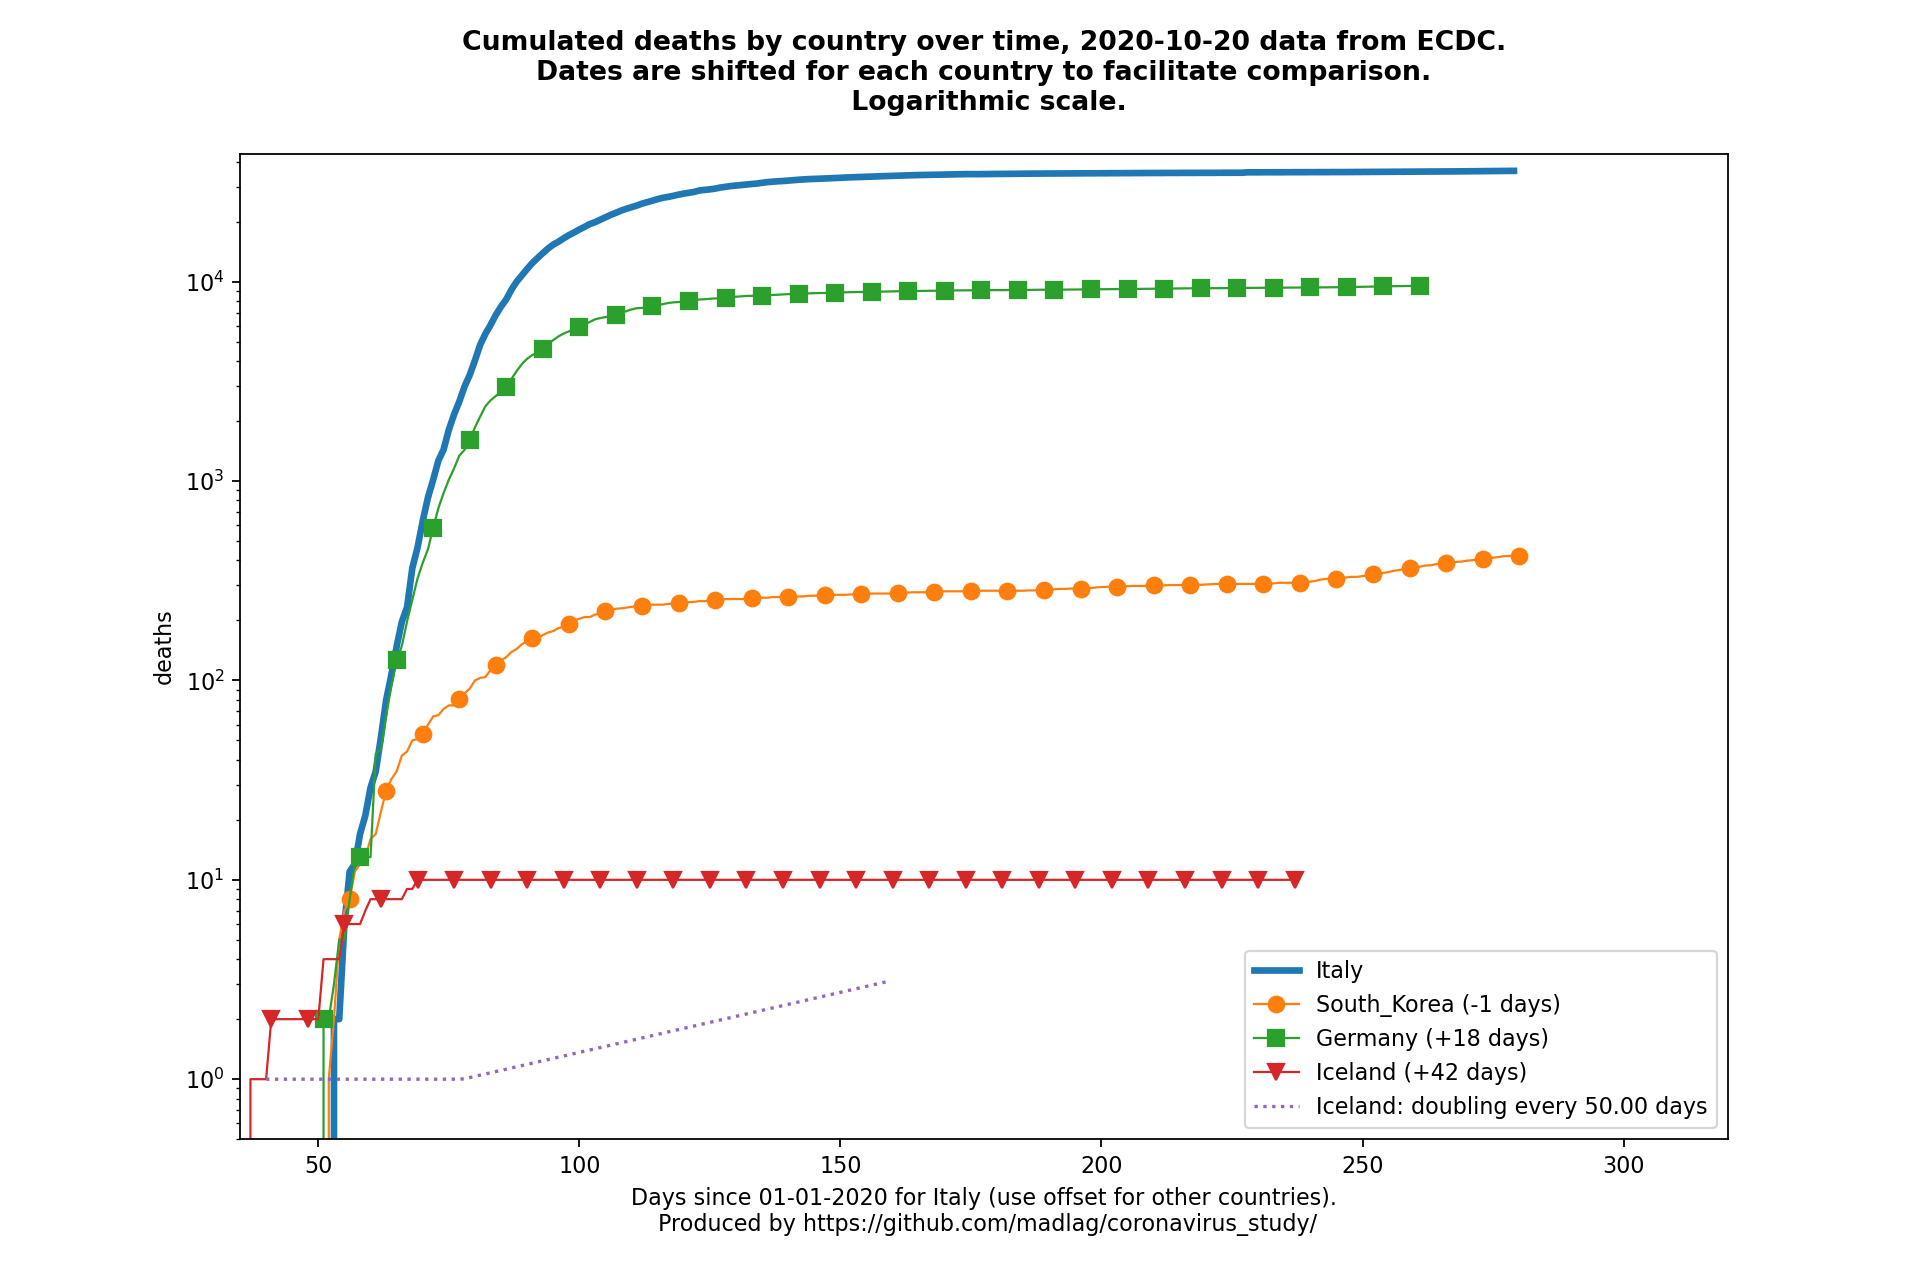 Cumulated deaths by country over time, 2020-10-20 data from ECDC.
Dates are shifted for each country to facilitate comparison.
Logarithmic scale.
10^4
10^3
10^2
10^1
10^0
deaths
Italy
South_Korea (-1 days)
Germany (+18 days)
Iceland (+42 days)
Iceland: doubling every 50.00 days
50 100 150 200 250 300
Days since 01-01-2020 for Italy (use offset for other countries).
Produced by https://github.com/madlag/coronavirus_study/